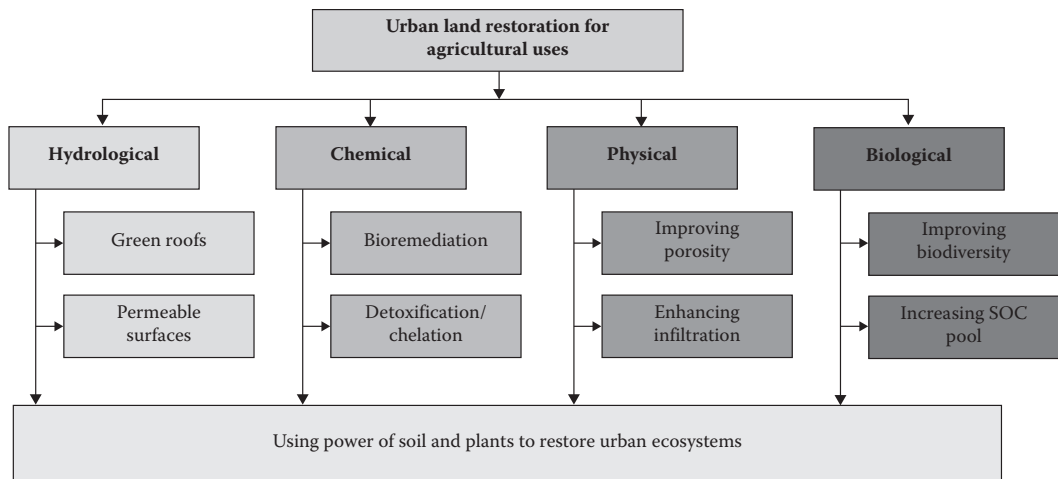 Urban land restoration for
agricultural uses
Hydrological
Chemical
Physical
Biological
Green roofs
Bioremediation
Improving
porosity
Improving
biodiversity
Permeable
surfaces
Detoxification/
chelation
Enhancing
infiltration
Increasing SOC
pool
Using power of soil and plants to restore urban ecosystems